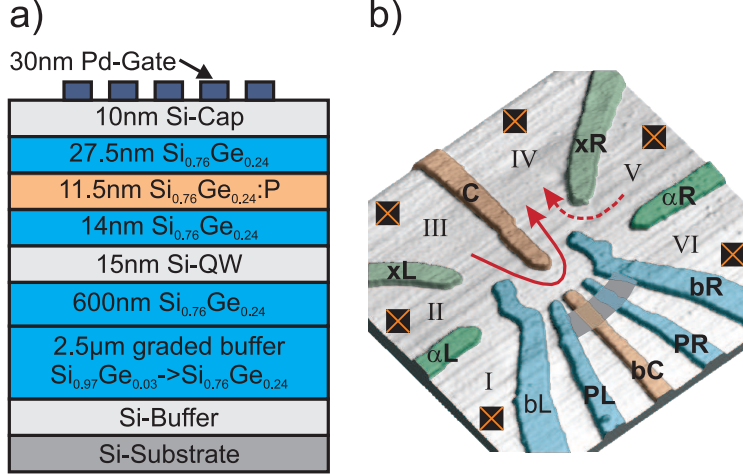 a)
30nm Pd-Gate
10nm Si-Cap
27.5nm Si0.76Ge0.24
11.5nm Si0.76Ge0.24:P
14nm Si0.76Ge0.24
15nm Si-QW
600nm Si0.76Ge0.24
2.5µm graded buffer
Si0.97Ge0.03->Si0.76Ge0.24
Si-Buffer
Si-Substrate
b)
xR
IV
V
C
αR
III
VI
xL
bR
II
αL
PR
I
bC
bL
PL